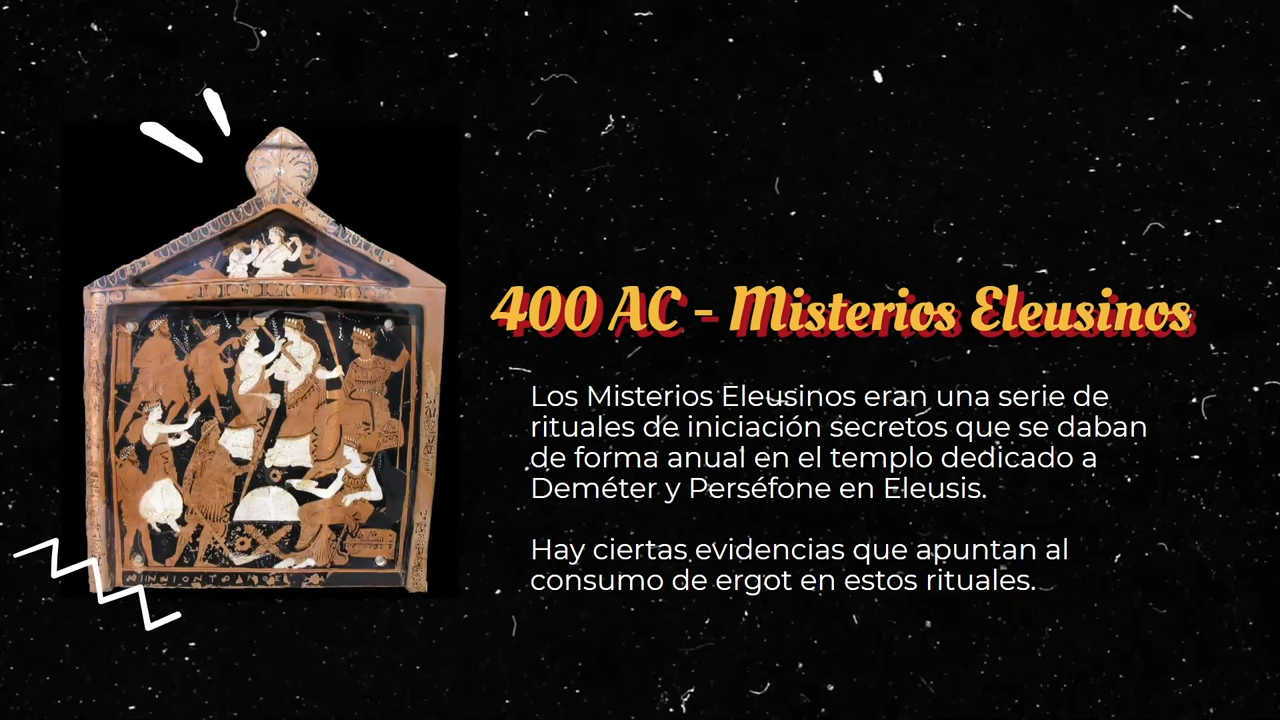 400 AC - Misterios Eleusinos
Los Misterios Eleusinos eran una serie de
rituales de iniciación secretos que se daban
de forma anual en el templo dedicado a
Deméter y Perséfone en Eleusis.
Hay ciertas evidencias que apuntan al
consumo de ergot en estos rituales.